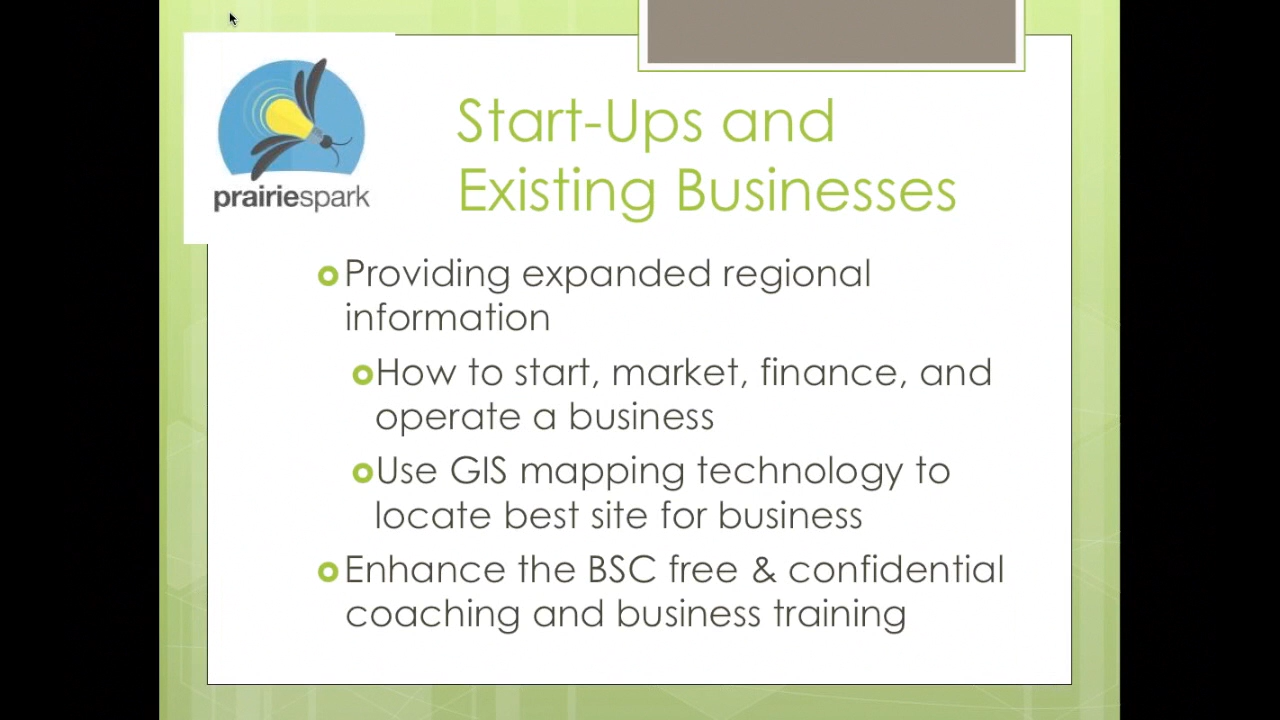 prairiespark
Start-Ups and
Existing Businesses
Providing expanded regional
information
How to start, market, finance, and
operate a business
Use GIS mapping technology to
locate best site for business
Enhance the BSC free & confidential
coaching and business training